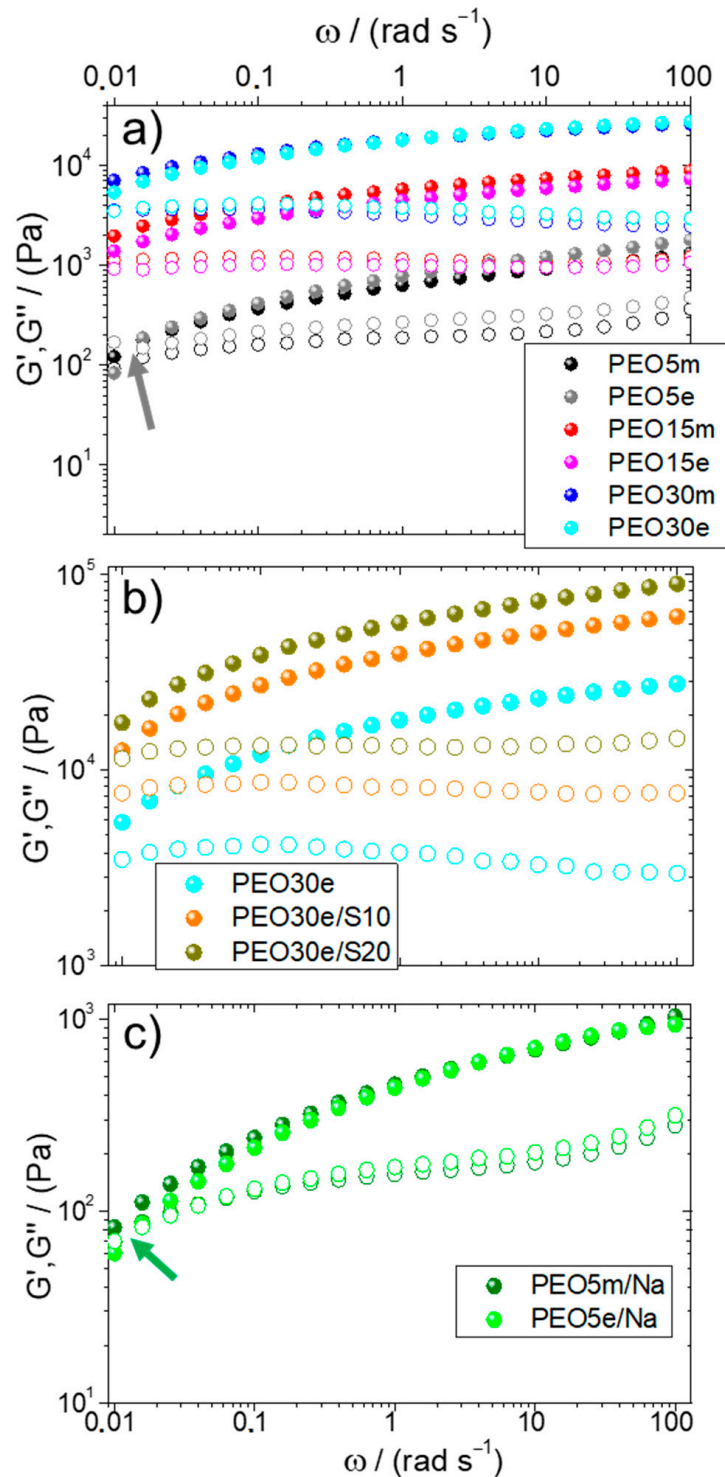 ω / (rad s⁻¹)
0.01 0.1 1 10 100
a)
10⁴
10³
10²
10¹
G',G'' / (Pa)
PEO5m
PEO5e
PEO15m
PEO15e
PEO30m
PEO30e
b)
10⁵
10⁴
10³
G',G'' / (Pa)
PEO30e
PEO30e/S10
PEO30e/S20
c)
10³
10²
10¹
G',G'' / (Pa)
PEO5m/Na
PEO5e/Na
0.01 0.1 1 10 100
ω / (rad s⁻¹)